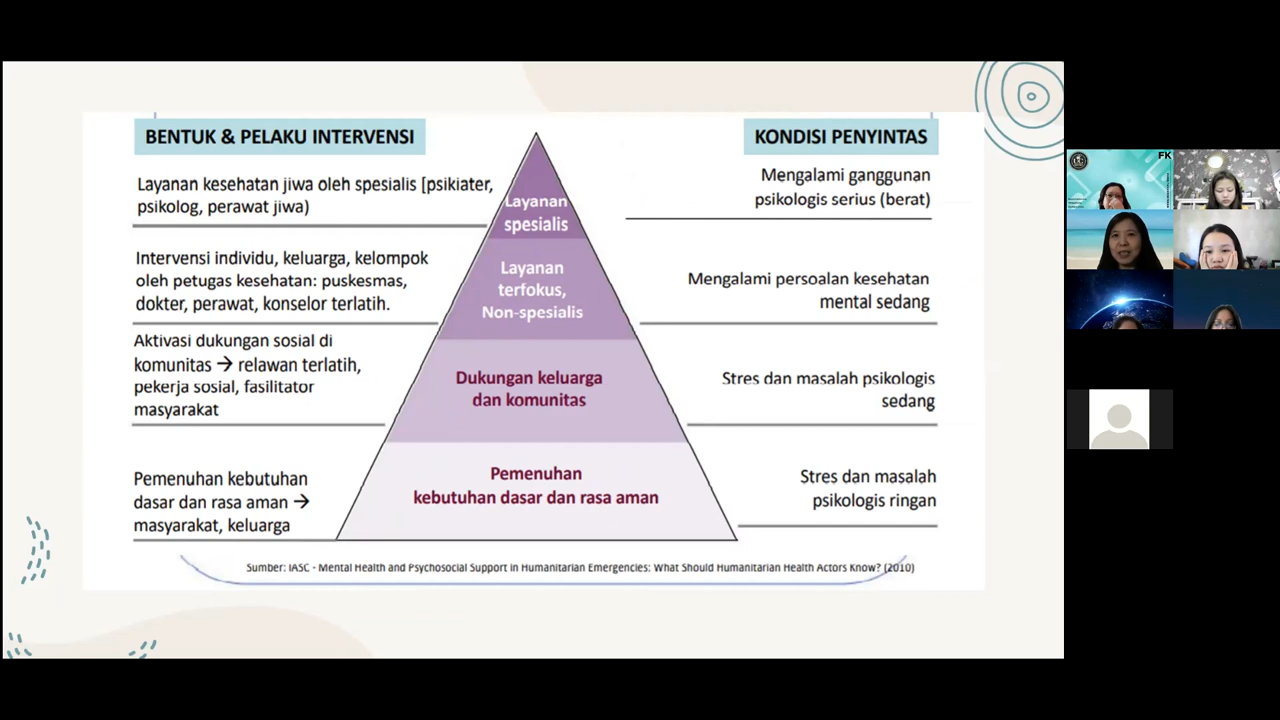 BENTUK & PELAKU INTERVENSI
Layanan kesehatan jiwa oleh spesialis [psikiater,
psikolog, perawat jiwa)
Intervensi individu, keluarga, kelompok
oleh petugas kesehatan: puskesmas,
dokter, perawat, konselor terlatih.
Aktivasi dukungan sosial di
komunitas → relawan terlatih,
pekerja sosial, fasilitator
masyarakat
Pemenuhan kebutuhan
dasar dan rasa aman →
masyarakat, keluarga
Layanan
spesialis
Layanan
terfokus,
Non-spesialis
Dukungan keluarga
dan komunitas
Pemenuhan
kebutuhan dasar dan rasa aman
KONDISI PENYINTAS
Mengalami ganggunan
psikologis serius (berat)
Mengalami persoalan kesehatan
mental sedang
Stres dan masalah psikologis
sedang
Stres dan masalah
psikologis ringan
Sumber: IASC - Mental Health and Psychosocial Support in Humanitarian Emergencies: What Should Humanitarian Health Actors Know? (2010)
FK